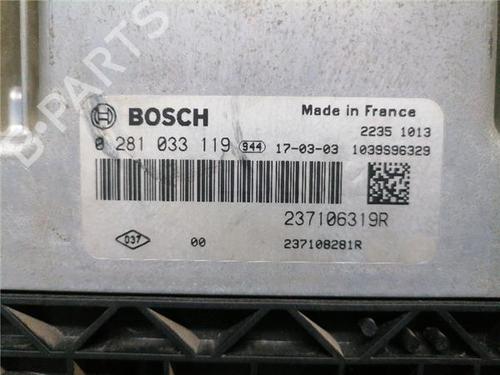 B-PARTS
BOSCH
Made in France
2235 1013
0 281 033 119 944 17-03-03 1039S96329
237106319R
D37 00 237108281R